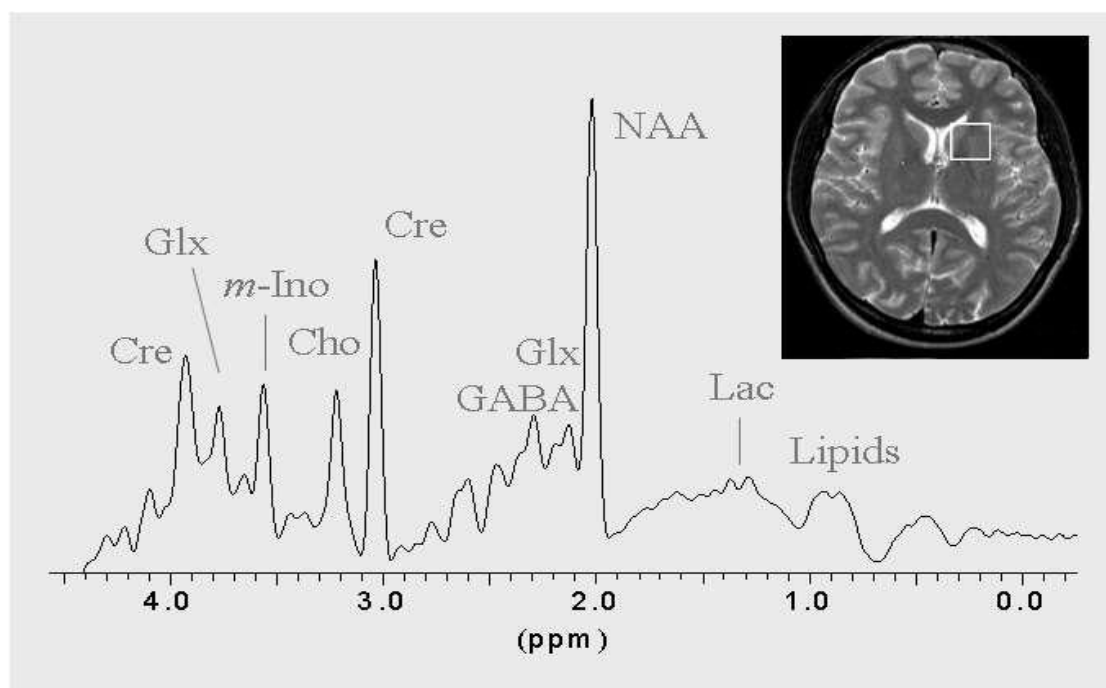 NAA
Cre
Glx
m-Ino
Cre
Cho
Glx
GABA
Lac
Lipids
4.0 3.0 2.0 1.0 0.0
(ppm)